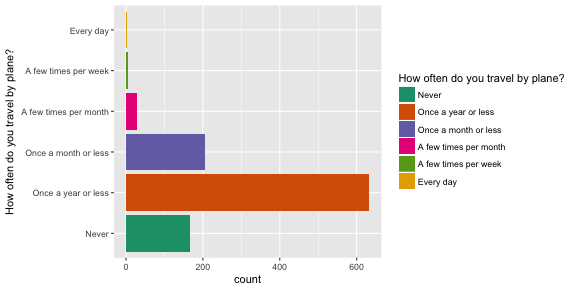 How often do you travel by plane?
Every day
A few times per week
A few times per month
Once a month or less
Once a year or less
Never
0
200
400
600
count
How often do you travel by plane?
Never
Once a year or less
Once a month or less
A few times per month
A few times per week
Every day